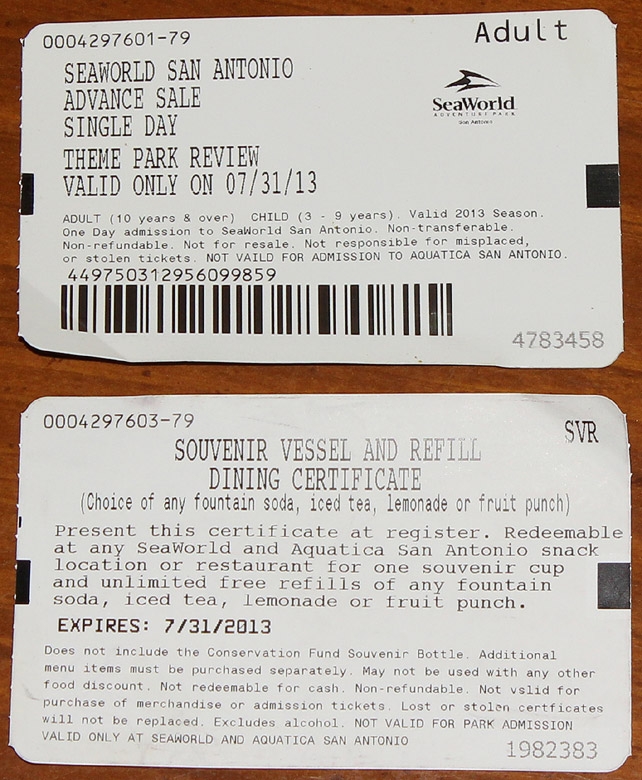 0004297601-79
Adult
SEAWORLD SAN ANTONIO
ADVANCE SALE
SINGLE DAY
THEME PARK REVIEW
VALID ONLY ON 07/31/13
SeaWorld
ADVENTURE PARK
San Antonio
ADULT (10 years & over) CHILD (3 - 9 years). Valid 2013 Season.
One Day admission to SeaWorld San Antonio. Non-transferable.
Non-refundable. Not for resale. Not responsible for misplaced,
or stolen tickets. NOT VAILD FOR ADMISSION TO AQUATICA SAN ANTONIO.
449750312956099859
4783458
0004297603-79
SVR
SOUVENIR VESSEL AND REFILL
DINING CERTIFICATE
(Choice of any fountain soda, iced tea, lemonade or fruit punch)
Present this certificate at register. Redeemable
at any SeaWorld and Aquatica San Antonio snack
location or restaurant for one souvenir cup
and unlimited free refills of any fountain
soda, iced tea, lemonade or fruit punch.
EXPIRES: 7/31/2013
Does not include the Conservation Fund Souvenir Bottle. Additional
menu items must be purchased separately. May not be used with any other
food discount. Not redeemable for cash. Non-refundable. Not vslid for
purchase of merchandise or admission tickets. Lost or stolen certficates
will not be replaced. Excludes alcohol. NOT VALID FOR PARK ADMISSION
VALID ONLY AT SEAWORLD AND AQUATICA SAN ANTONIO
1982383